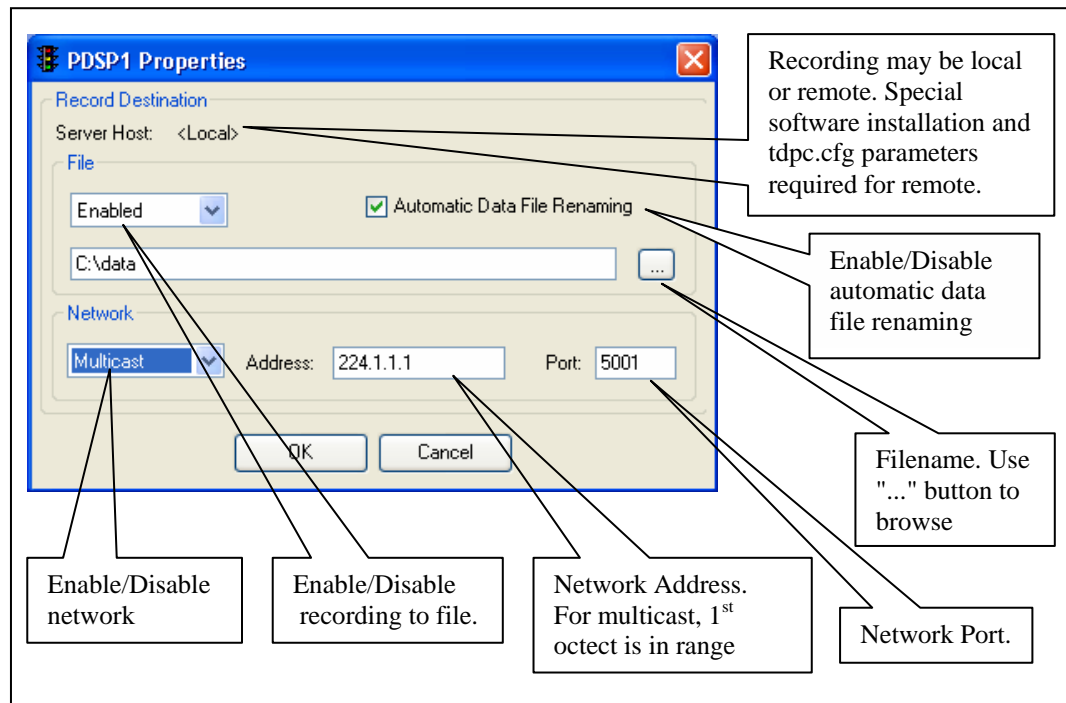 PDSP1 Properties
Record Destination
Server Host: <Local>
File
Enabled
Automatic Data File Renaming
C:\data
...
Network
Multicast
Address:
224.1.1.1
Port:
5001
OK
Cancel
Recording may be local
or remote. Special
software installation and
tdpc.cfg parameters
required for remote.
Enable/Disable
automatic data
file renaming
Filename. Use
"..." button to
browse
Enable/Disable
network
Enable/Disable
recording to file.
Network Address.
For multicast, 1st
octect is in range
Network Port.